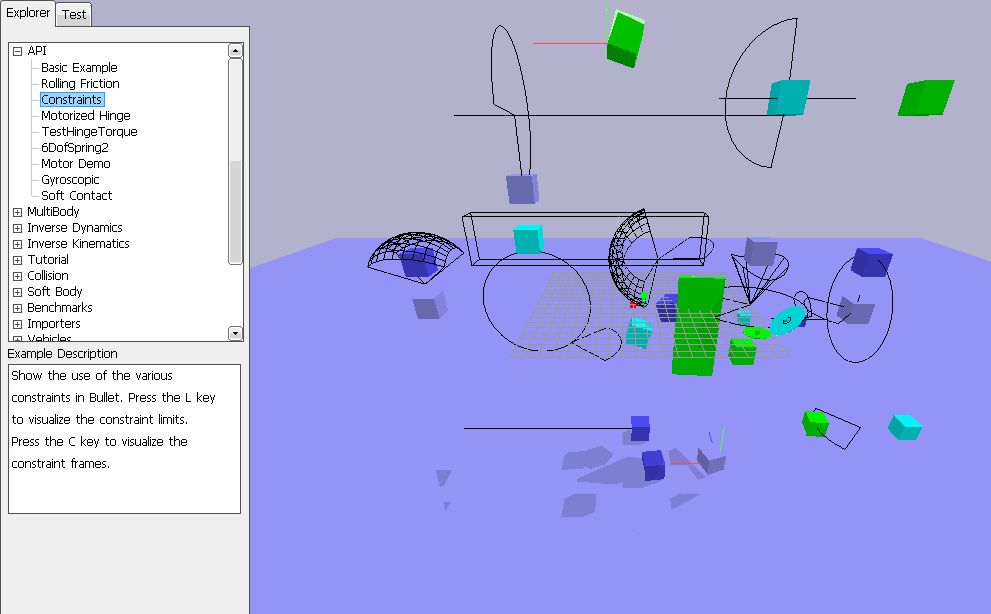 Explorer
Test
API
Basic Example
Rolling Friction
Constraints
Motorized Hinge
TestHingeTorque
6DofSpring2
Motor Demo
Gyroscopic
Soft Contact
MultiBody
Inverse Dynamics
Inverse Kinematics
Tutorial
Collision
Soft Body
Benchmarks
Importers
Vehicles
Example Description
Show the use of the various
constraints in Bullet. Press the L key
to visualize the constraint limits.
Press the C key to visualize the
constraint frames.